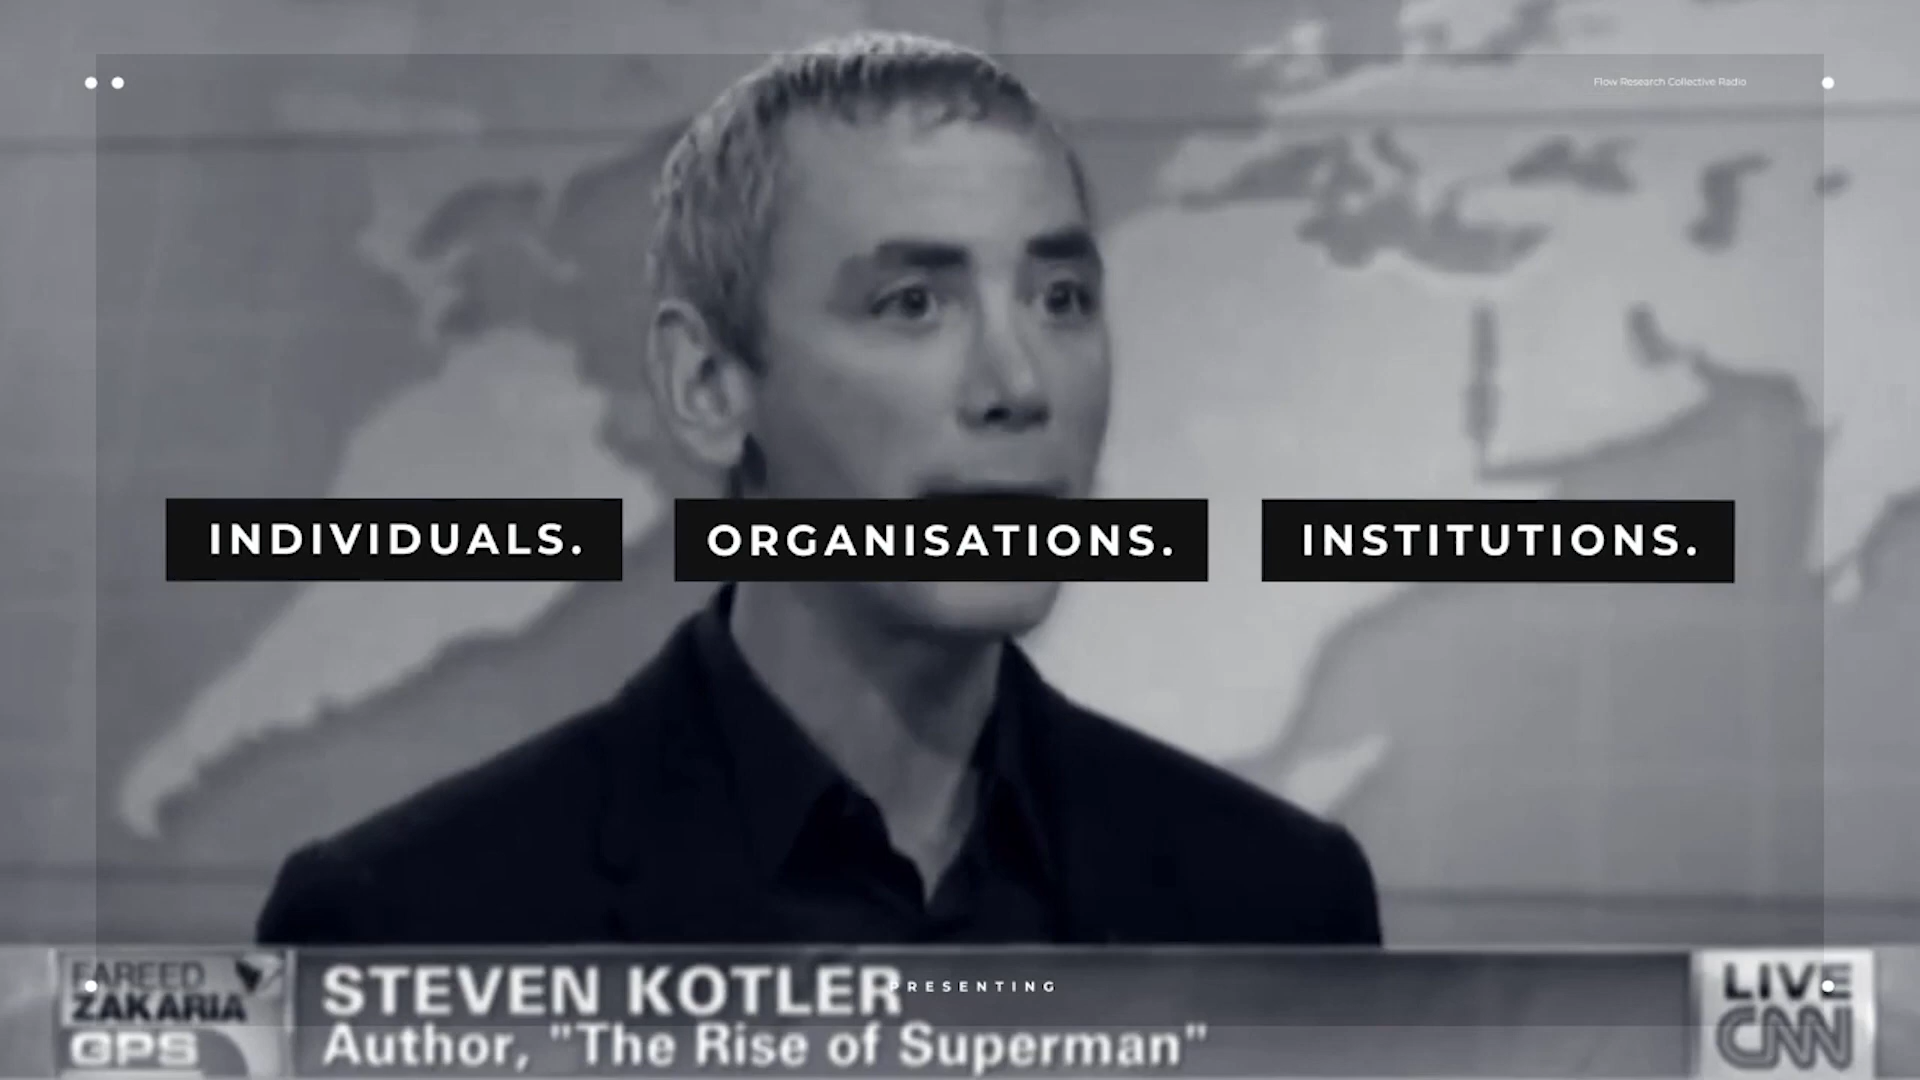 Flow Research Collective Radio
INDIVIDUALS. ORGANISATIONS. INSTITUTIONS.
FAREED
ZAKARIA
GPS
STEVEN KOTLER
PRESENTING
Author, "The Rise of Superman"
LIVE
CNN